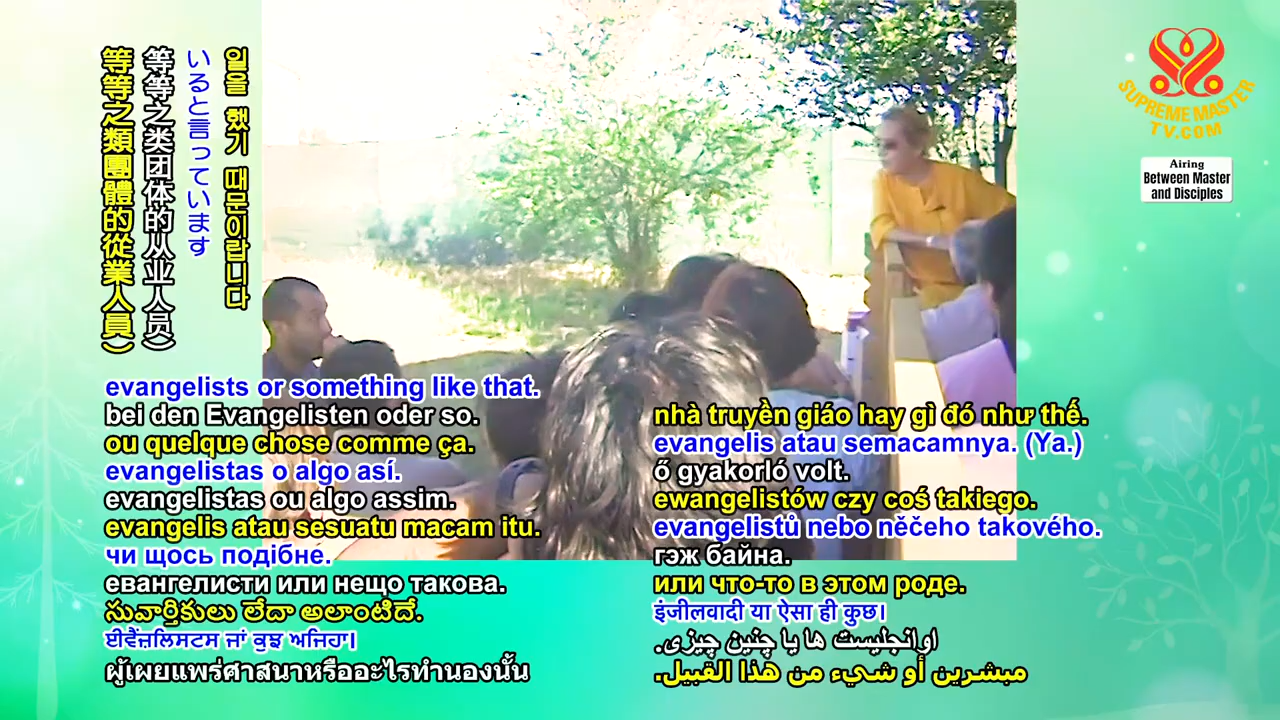 일을 했기 때문이랍니다
いると言っています
等等之类团体的从业人员）
等等之類團體的從業人員）
SUPREME MASTER
TV.COM
Airing
Between Master
and Disciples
evangelists or something like that.
bei den Evangelisten oder so.
ou quelque chose comme ça.
evangelistas o algo así.
evangelistas ou algo assim.
evangelis atau sesuatu macam itu.
чи щось подібне.
евангелисти или нещо такова.
సువార్తికులు లేదా అలాంటిదే.
ਈਵੈਂਜ਼ਲਿਸਟਸ ਜਾਂ ਕੁਝ ਅਜਿਹਾ।
ผู้เผยแพร่ศาสนาหรืออะไรทำนองนั้น
nhà truyền giáo hay gì đó như thế.
evangelis atau semacamnya. (Ya.)
ő gyakorló volt.
ewangelistów czy coś takiego.
evangelistů nebo něčeho takového.
гэж байна.
или что-то в этом роде.
इंजीलवादी या ऐसा ही कुछ।
اوانجلیست ها یا چنین چیزی.
مبشرين أو شيء من هذا القبيل.